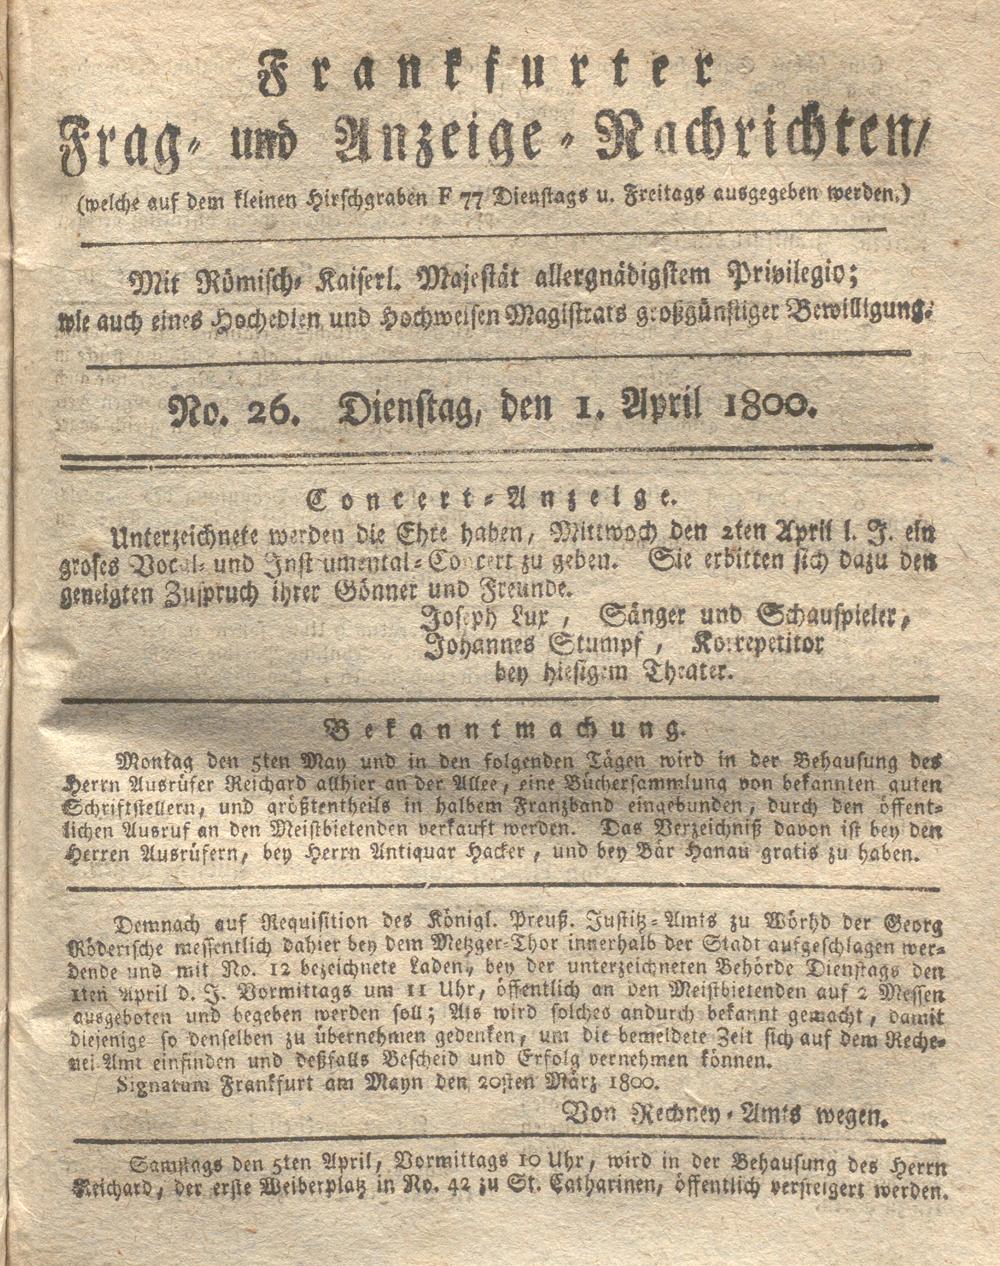 Frankfurter
Frag- und Anzeige-Nachrichten/
(welche auf dem kleinen Hirschgraben F 77 Dienstags u. Freitags ausgegeben werden.)
Mit Römisch-Kaiserl. Majestät allergnädigstem Privilegio;
wie auch eines Hochedlen und Hochweisen Magistrats großgünstiger Bewilligung.
No. 26. Dienstag, den 1. April 1800.
Concert-Anzeige.
Unterzeichnete werden die Ehre haben, Mittwoch den 2ten April l. J. ein
groses Vocal- und Instrumental-Concert zu geben. Sie erbitten sich dazu den
geneigten Zuspruch ihrer Gönner und Freunde.
Joseph Lux, Sänger und Schauspieler,
Johannes Stumpf, Korrepetitor
bey hiesigem Theater.
Bekanntmachung.
Montag den 5ten May und in den folgenden Tägen wird in der Behausung des
Herrn Ausrüfer Reichard allhier an der Allee, eine Büchersammlung von bekannten guten
Schriftstellern, und größtentheils in halbem Franzband eingebunden, durch den öffent-
lichen Ausruf an den Meistbietenden verkauft werden. Das Verzeichniß davon ist bey den
Herren Ausrüfern, bey Herrn Antiquar Hacker, und bey Bär Hanau gratis zu haben.
Demnach auf Requisition des Königl. Preuß. Justitz-Amts zu Wöhrd der Georg
Röderische messentlich dahier bey dem Metzger-Thor innerhalb der Stadt aufgeschlagen wer-
dende und mit No. 12 bezeichnete Laden, bey der unterzeichneten Behörde Dienstags den
1ten April d. J. Vormittags um 11 Uhr, öffentlich an den Meistbietenden auf 2 Messen
ausgeboten und begeben werden soll; Als wird solches andurch bekannt gemacht, damit
diejenige so denselben zu übernehmen gedenken, um die bemeldete Zeit sich auf dem Reche-
nei-Amt einfinden und deßfalls Bescheid und Erfolg vernehmen können.
Signatum Frankfurt am Mayn den 20sten März 1800.
Von Rechney-Amts wegen.
Samstags den 5ten April, Vormittags 10 Uhr, wird in der Behausung des Herrn
Reichard, der erste Weiberplatz in No. 42 zu St. Catharinen, öffentlich versteigert werden.